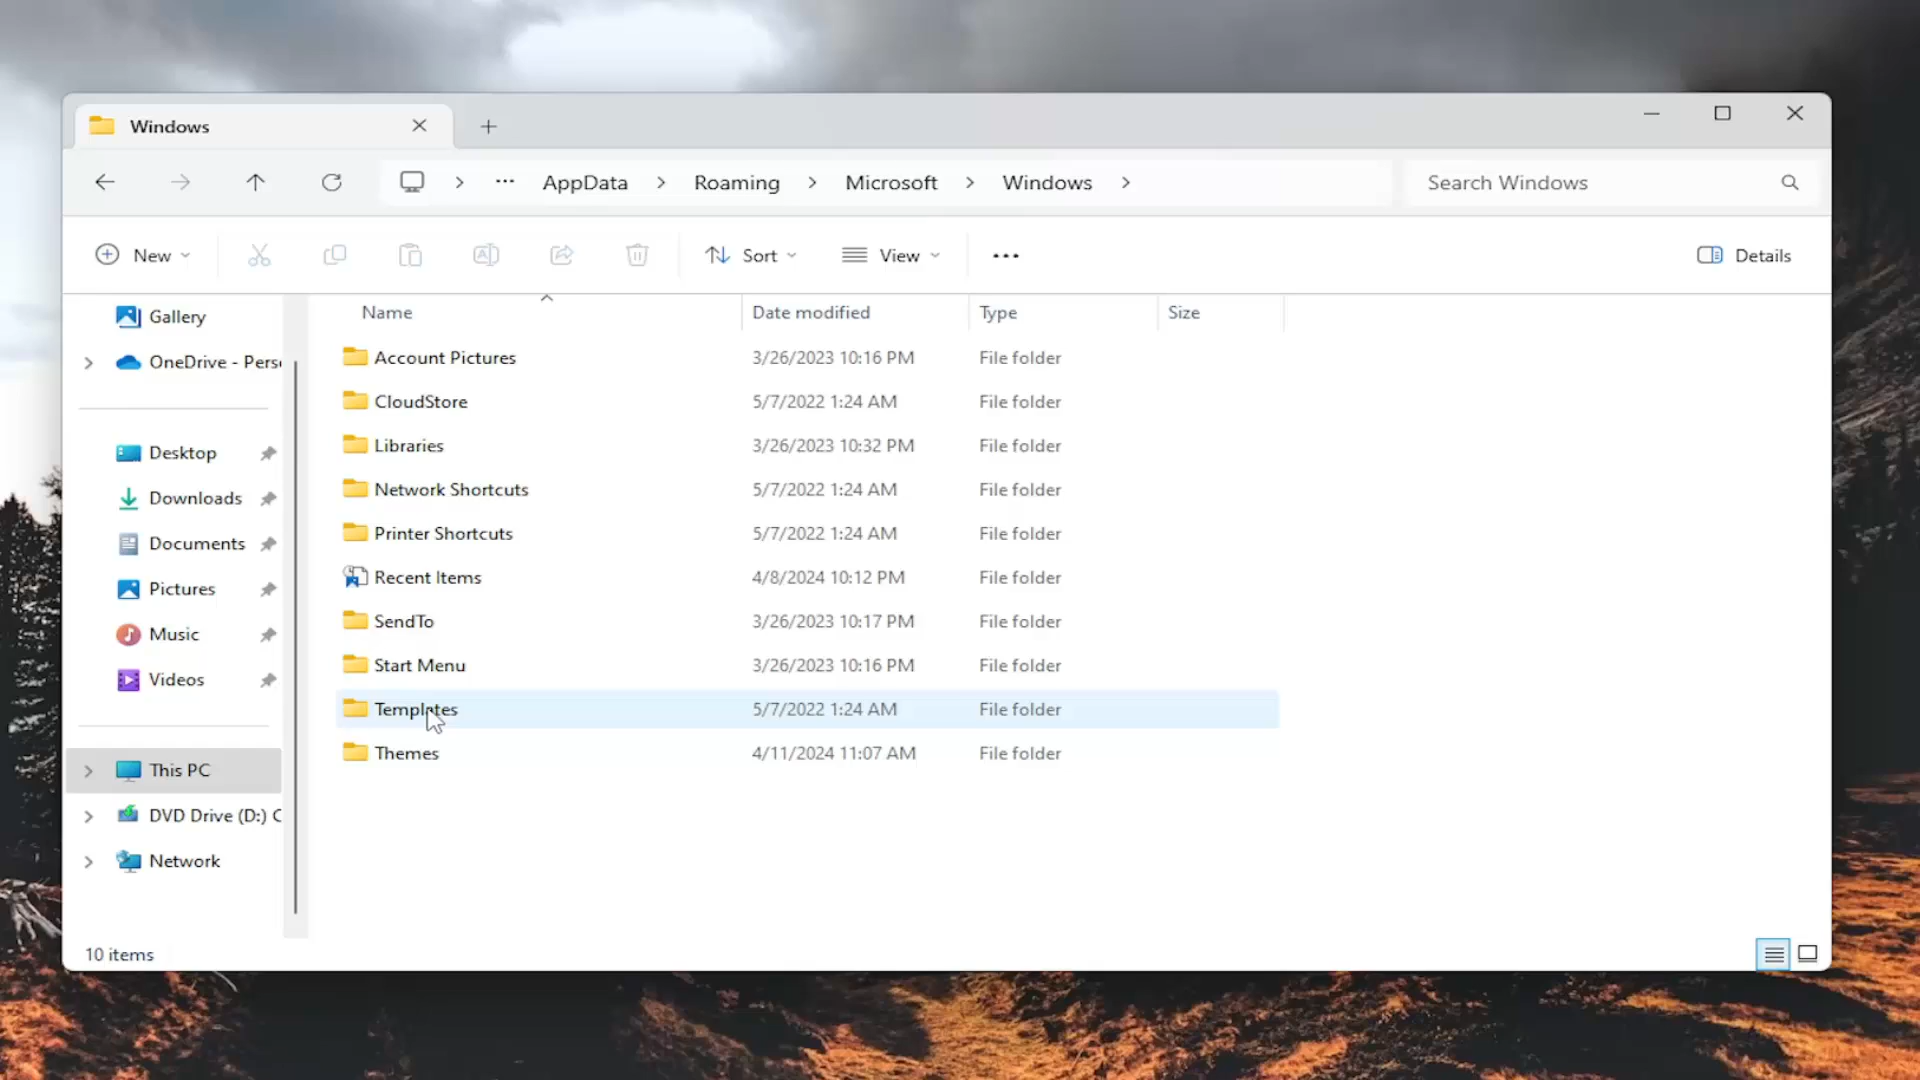 Windows
AppData Roaming Microsoft Windows
Search Windows
New Sort View Details
Gallery
OneDrive - Pers
Desktop
Downloads
Documents
Pictures
Music
Videos
This PC
DVD Drive (D:) C
Network
Name Date modified Type Size
Account Pictures 3/26/2023 10:16 PM File folder
CloudStore 5/7/2022 1:24 AM File folder
Libraries 3/26/2023 10:32 PM File folder
Network Shortcuts 5/7/2022 1:24 AM File folder
Printer Shortcuts 5/7/2022 1:24 AM File folder
Recent Items 4/8/2024 10:12 PM File folder
SendTo 3/26/2023 10:17 PM File folder
Start Menu 3/26/2023 10:16 PM File folder
Templates 5/7/2022 1:24 AM File folder
Themes 4/11/2024 11:07 AM File folder
10 items